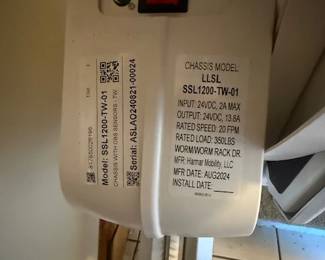 CHASSIS MODEL:
LLSL
SSL1200-TW-01
INPUT: 24VDC, 2A MAX
OUTPUT: 24VDC, 13.8A
RATED SPEED: 20 FPM
RATED LOAD: 350LBS
WORM/WORM RACK DR.
MFR: Harmar Mobility, LLC
MFR DATE: AUG2024
INSTALL DATE:
Model: SSL1200-TW-01
CHASSIS WITH OBS SENSORS - TW
Serial: ASLAQ240821-00024